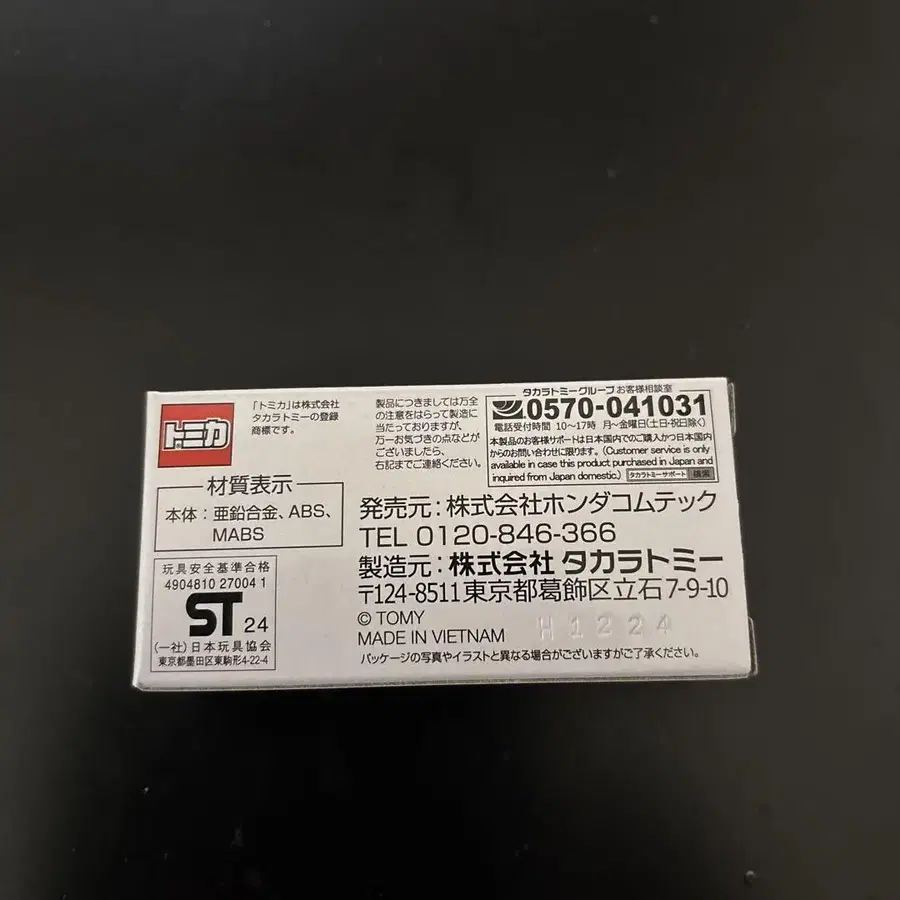 トミカ
「トミカ」は株式会社
タカラトミーの登録
商標です。
製品につきましては万全
の注意をはらって製造に
当たっておりますが、
万一お気づきの点などが
ございましたら、
右記までご連絡ください。
タカラトミーグループお客様相談室
0570-041031
電話受付時間 10〜17時 月〜金曜日(土・日・祝日除く)
本製品のお客様サポートは日本国内でのご購入かつ日本国内
からのお問い合わせに限ります。(Customer service is only
available in case this product purchased in Japan and
inquired from Japan domestic.) タカラトミーサポート 検索
材質表示
本体:亜鉛合金、ABS、
MABS
玩具安全基準合格
4904810 27004 1
ST 24
(一社)日本玩具協会
東京都墨田区東駒形4-22-4
発売元:株式会社ホンダコムテック
TEL 0120-846-366
製造元:株式会社 タカラトミー
〒124-8511 東京都葛飾区立石 7-9-10
© TOMY
MADE IN VIETNAM H1224
パッケージの写真やイラストと異なる場合がございますがご了承ください。